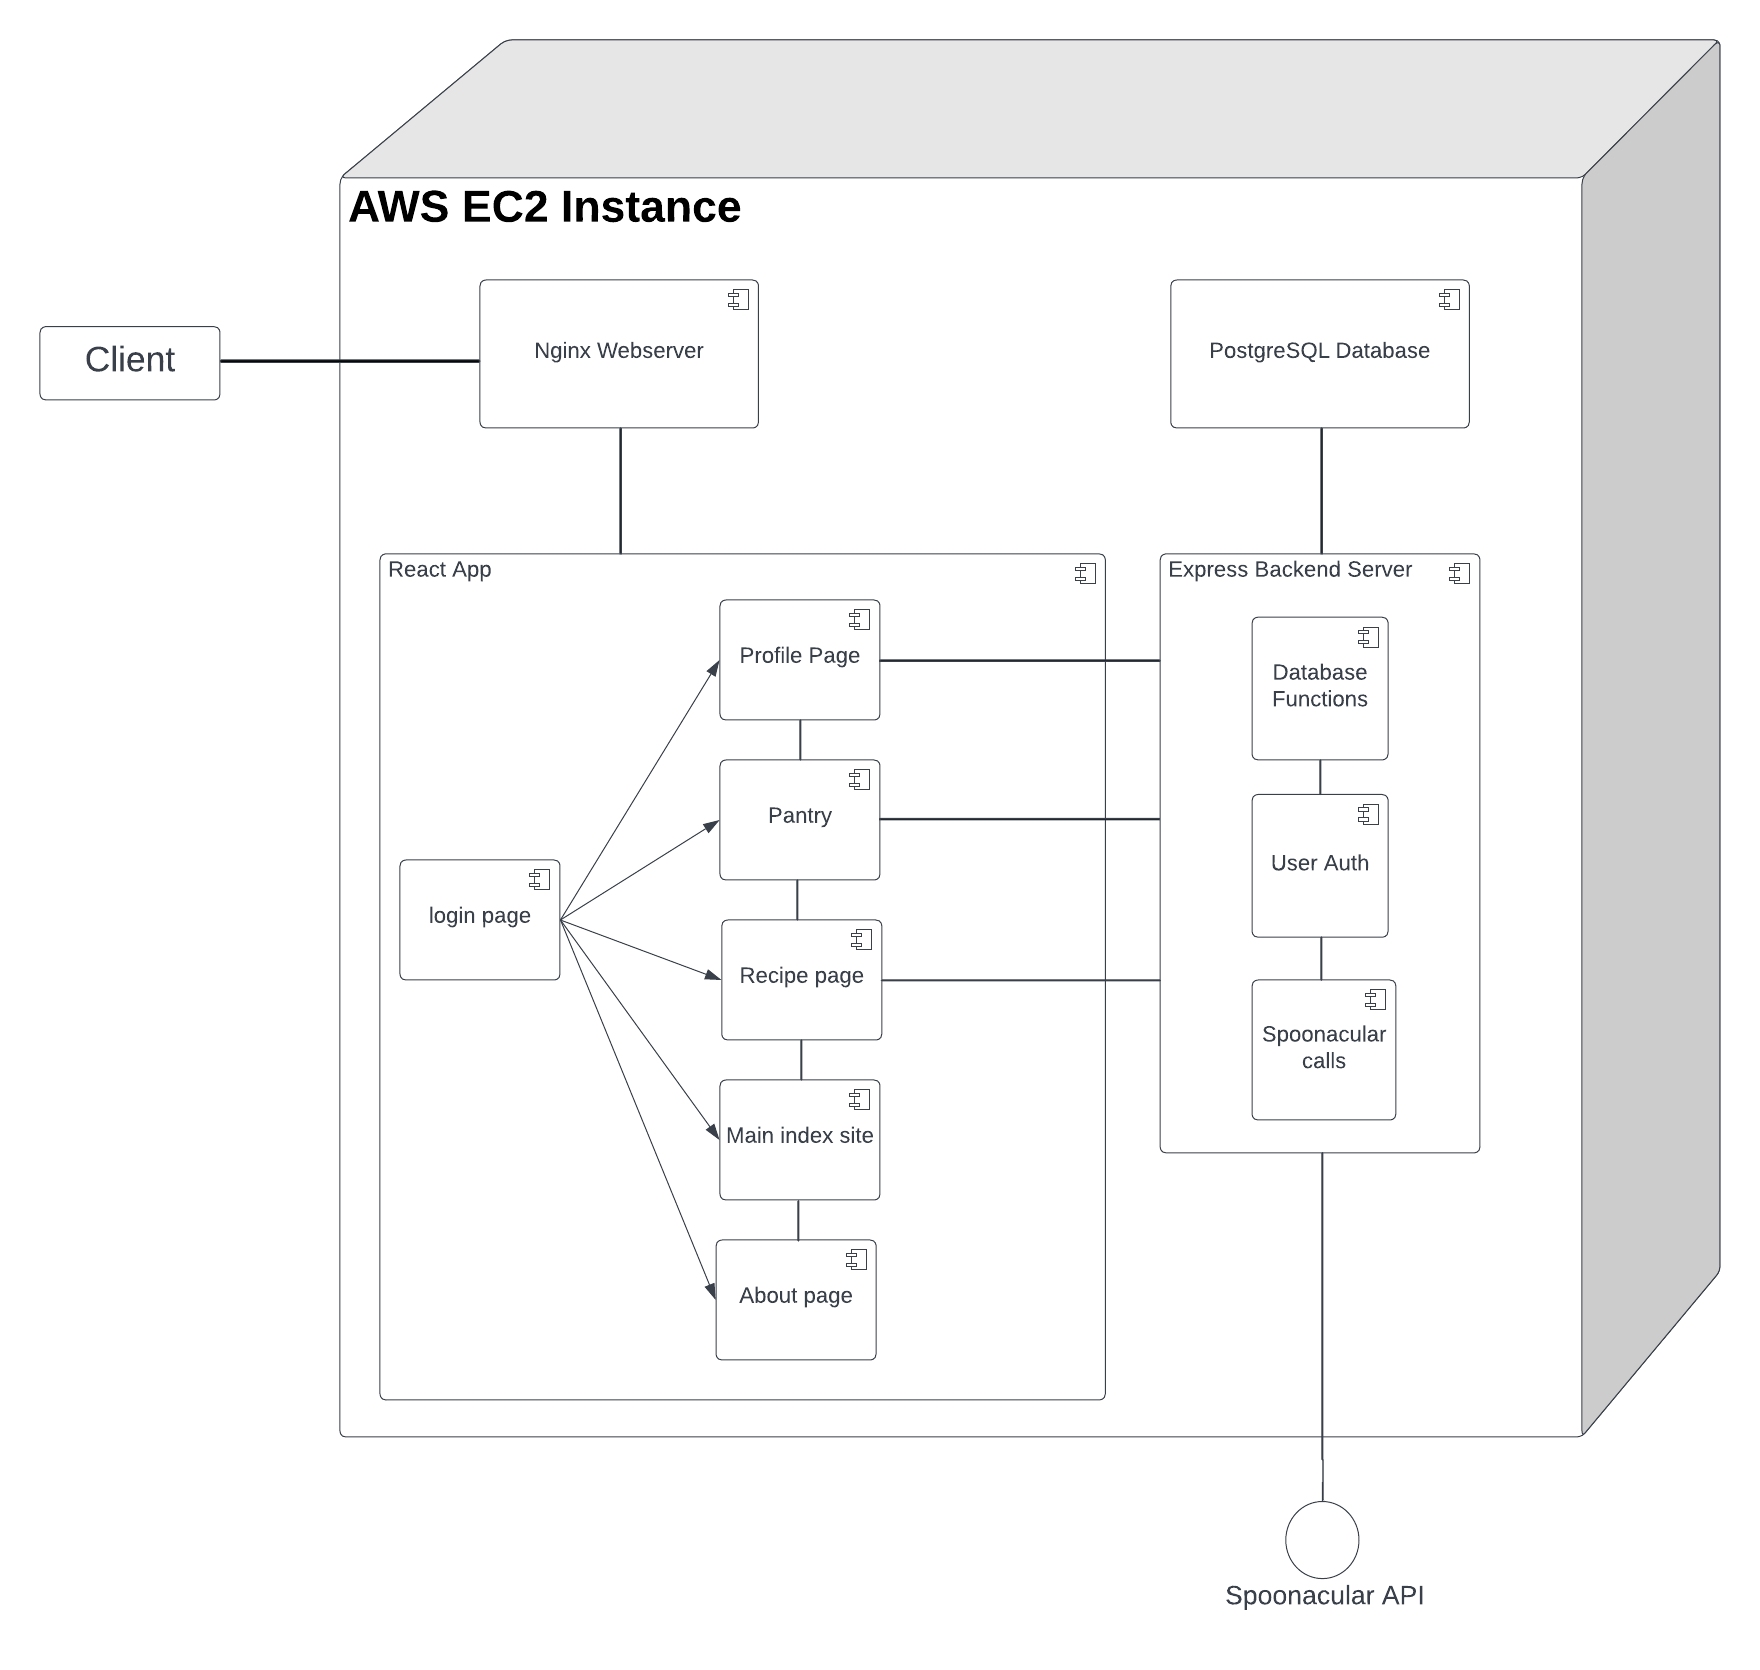 AWS EC2 Instance
Client
Nginx Webserver
PostgreSQL Database
React App
Profile Page
Pantry
login page
Recipe page
Main index site
About page
Express Backend Server
Database
Functions
User Auth
Spoonacular
calls
Spoonacular API